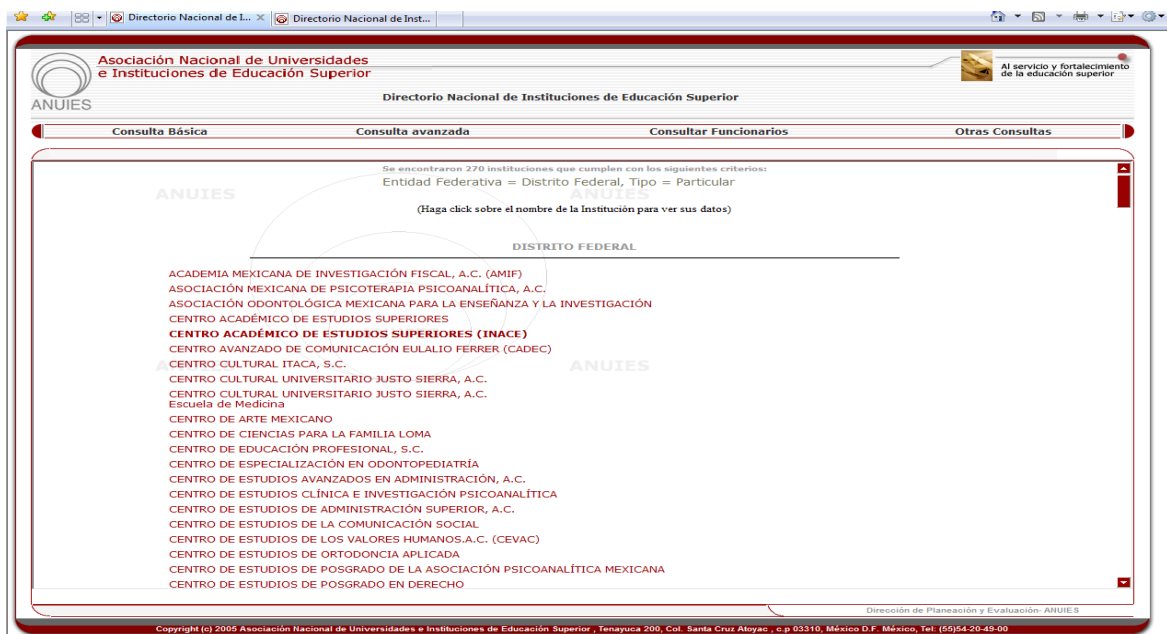 Directorio Nacional de I...
Directorio Nacional de Inst...
Asociación Nacional de Universidades
e Instituciones de Educación Superior
ANUIES
Al servicio y fortalecimiento
de la educación superior
Directorio Nacional de Instituciones de Educación Superior
Consulta Básica Consulta avanzada Consultar Funcionarios Otras Consultas
Se encontraron 270 instituciones que cumplen con los siguientes criterios:
Entidad Federativa = Distrito Federal, Tipo = Particular
ANUIES ANUIES
(Haga click sobre el nombre de la Institución para ver sus datos)
DISTRITO FEDERAL
ACADEMIA MEXICANA DE INVESTIGACIÓN FISCAL, A.C. (AMIF)
ASOCIACIÓN MEXICANA DE PSICOTERAPIA PSICOANALÍTICA, A.C.
ASOCIACIÓN ODONTOLÓGICA MEXICANA PARA LA ENSEÑANZA Y LA INVESTIGACIÓN
CENTRO ACADÉMICO DE ESTUDIOS SUPERIORES
CENTRO ACADÉMICO DE ESTUDIOS SUPERIORES (INACE)
CENTRO AVANZADO DE COMUNICACIÓN EULALIO FERRER (CADEC)
CENTRO CULTURAL ITACA, S.C.
ANUIES ANUIES
CENTRO CULTURAL UNIVERSITARIO JUSTO SIERRA, A.C.
CENTRO CULTURAL UNIVERSITARIO JUSTO SIERRA, A.C.
Escuela de Medicina
CENTRO DE ARTE MEXICANO
CENTRO DE CIENCIAS PARA LA FAMILIA LOMA
CENTRO DE EDUCACIÓN PROFESIONAL, S.C.
CENTRO DE ESPECIALIZACIÓN EN ODONTOPEDIATRÍA
CENTRO DE ESTUDIOS AVANZADOS EN ADMINISTRACIÓN, A.C.
CENTRO DE ESTUDIOS CLÍNICA E INVESTIGACIÓN PSICOANALÍTICA
CENTRO DE ESTUDIOS DE ADMINISTRACIÓN SUPERIOR, A.C.
CENTRO DE ESTUDIOS DE LA COMUNICACIÓN SOCIAL
CENTRO DE ESTUDIOS DE LOS VALORES HUMANOS.A.C. (CEVAC)
CENTRO DE ESTUDIOS DE ORTODONCIA APLICADA
CENTRO DE ESTUDIOS DE POSGRADO DE LA ASOCIACIÓN PSICOANALÍTICA MEXICANA
CENTRO DE ESTUDIOS DE POSGRADO EN DERECHO
Dirección de Planeación y Evaluación- ANUIES
Copyright (c) 2005 Asociación Nacional de Universidades e Instituciones de Educación Superior , Tenayuca 200, Col. Santa Cruz Atoyac , c.p 03310, México D.F. México, Tel: (55)54-20-49-00